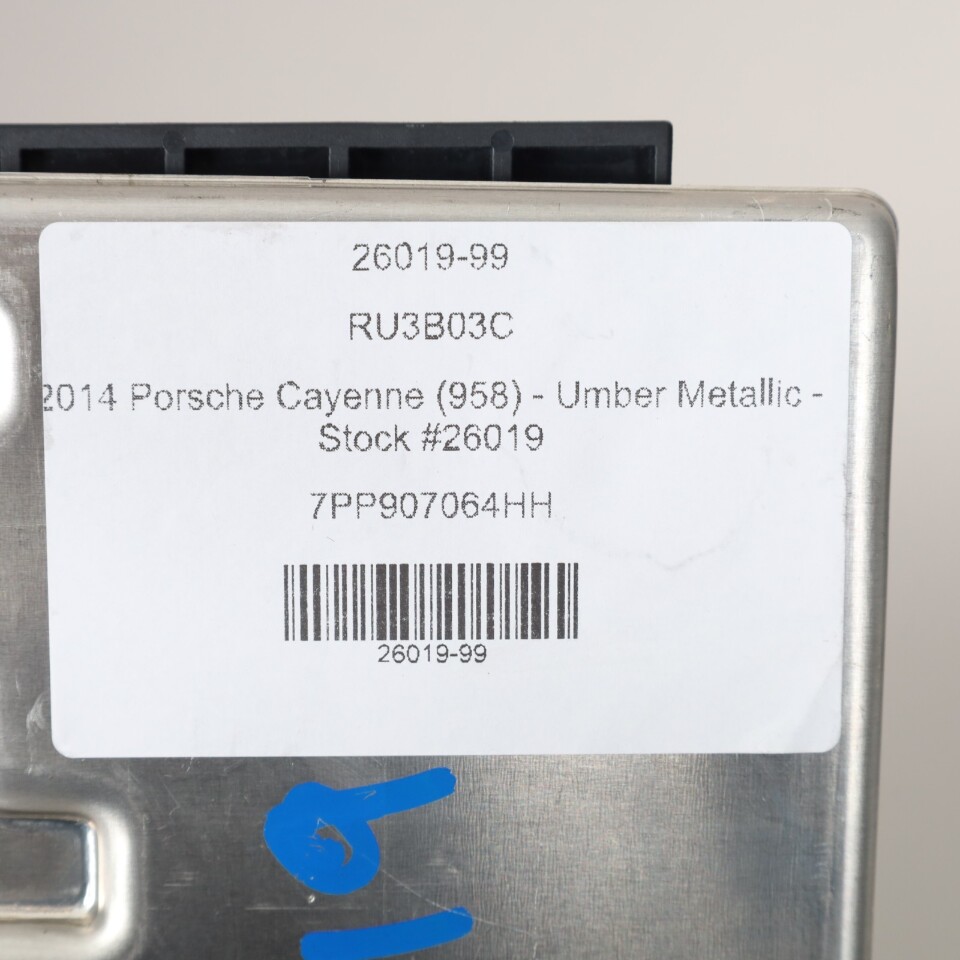 26019-99
RU3B03C
2014 Porsche Cayenne (958) - Umber Metallic -
Stock #26019
7PP907064HH
26019-99